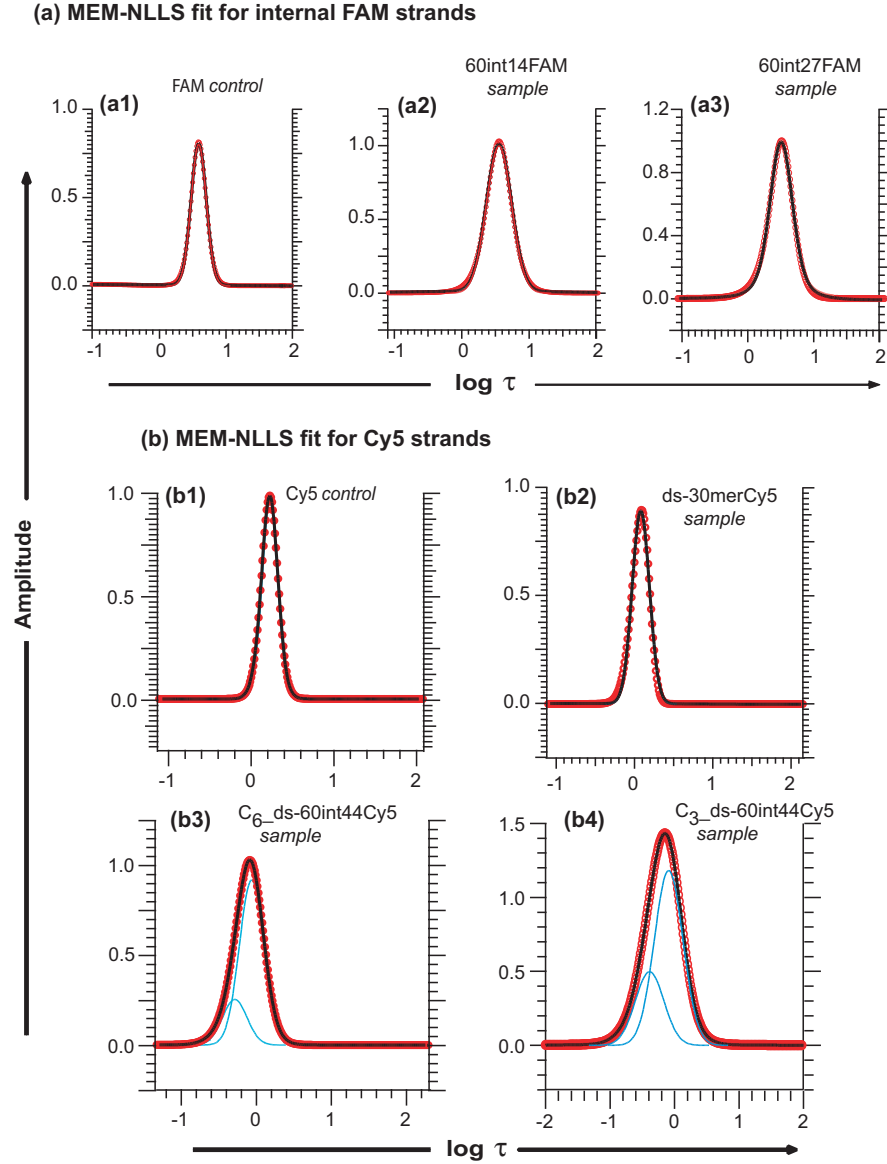 (a) MEM-NLLS fit for internal FAM strands
(a1)
FAM control
1.0
0.5
0.0
-1
0
1
2
(a2)
60int14FAM
sample
1.0
0.5
0.0
-1
0
1
2
(a3)
60int27FAM
sample
1.2
0.8
0.4
0.0
-1
0
1
2
log τ
Amplitude
(b) MEM-NLLS fit for Cy5 strands
(b1)
Cy5 control
1.0
0.5
0.0
-1
0
1
2
(b2)
ds-30merCy5
sample
1.0
0.5
0.0
-1
0
1
2
(b3)
C6_ds-60int44Cy5
sample
1.0
0.5
0.0
-1
0
1
2
(b4)
C3_ds-60int44Cy5
sample
1.5
1.0
0.5
0.0
-2
-1
0
1
2
log τ